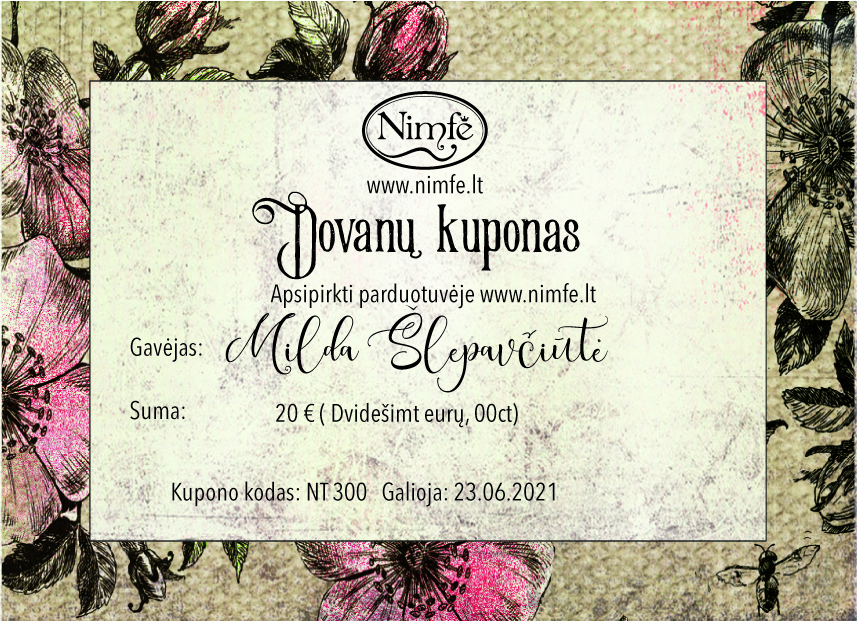 Nimfė
www.nimfe.lt
Dovanų kuponas
Apsipirkti parduotuvėje www.nimfe.lt
Gavėjas: Milda Šlepavčiūtė
Suma: 20 € ( Dvidešimt eurų, 00ct)
Kupono kodas: NT 300 Galioja: 23.06.2021